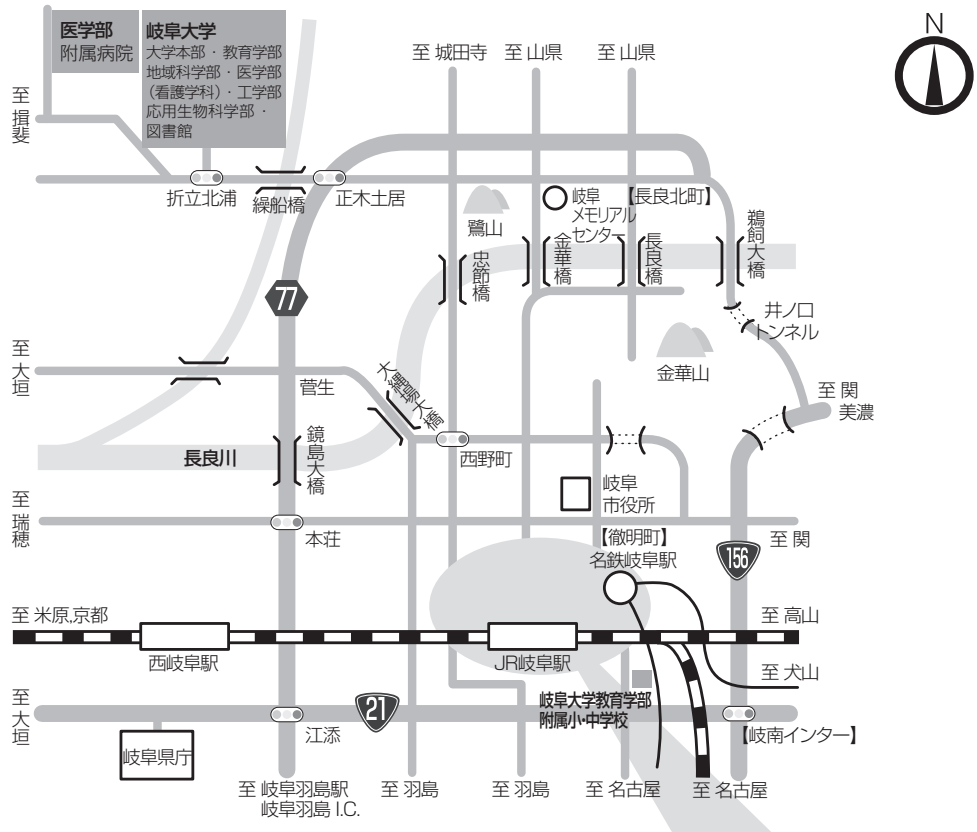 医学部
附属病院
岐阜大学
大学本部・教育学部
地域科学部・医学部
(看護学科)・工学部
応用生物科学部・
図書館
N
至 揖斐
至 城田寺
至 山県
至 山県
折立北浦
繰船橋
正木土居
鷺山
岐阜
メモリアル
センター
【長良北町】
忠節橋
金華橋
長良橋
鵜飼大橋
77
井ノ口
トンネル
金華山
至 大垣
菅生
大縄場大橋
至 関
美濃
長良川
鏡島大橋
西野町
岐阜
市役所
至 瑞穂
本荘
【徹明町】
名鉄岐阜駅
至 関
156
至 米原,京都
至 高山
西岐阜駅
JR岐阜駅
至 犬山
岐阜大学教育学部
附属小・中学校
至 大垣
江添
21
【岐南インター】
岐阜県庁
至 岐阜羽島駅
岐阜羽島 I.C.
至 羽島
至 羽島
至 名古屋
至 名古屋